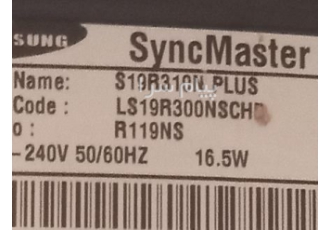 SUNG
SyncMaster
Name: S19R310N PLUS
Code : LS19R300NSCHD
o : R119NS
-240V 50/60HZ 16.5W